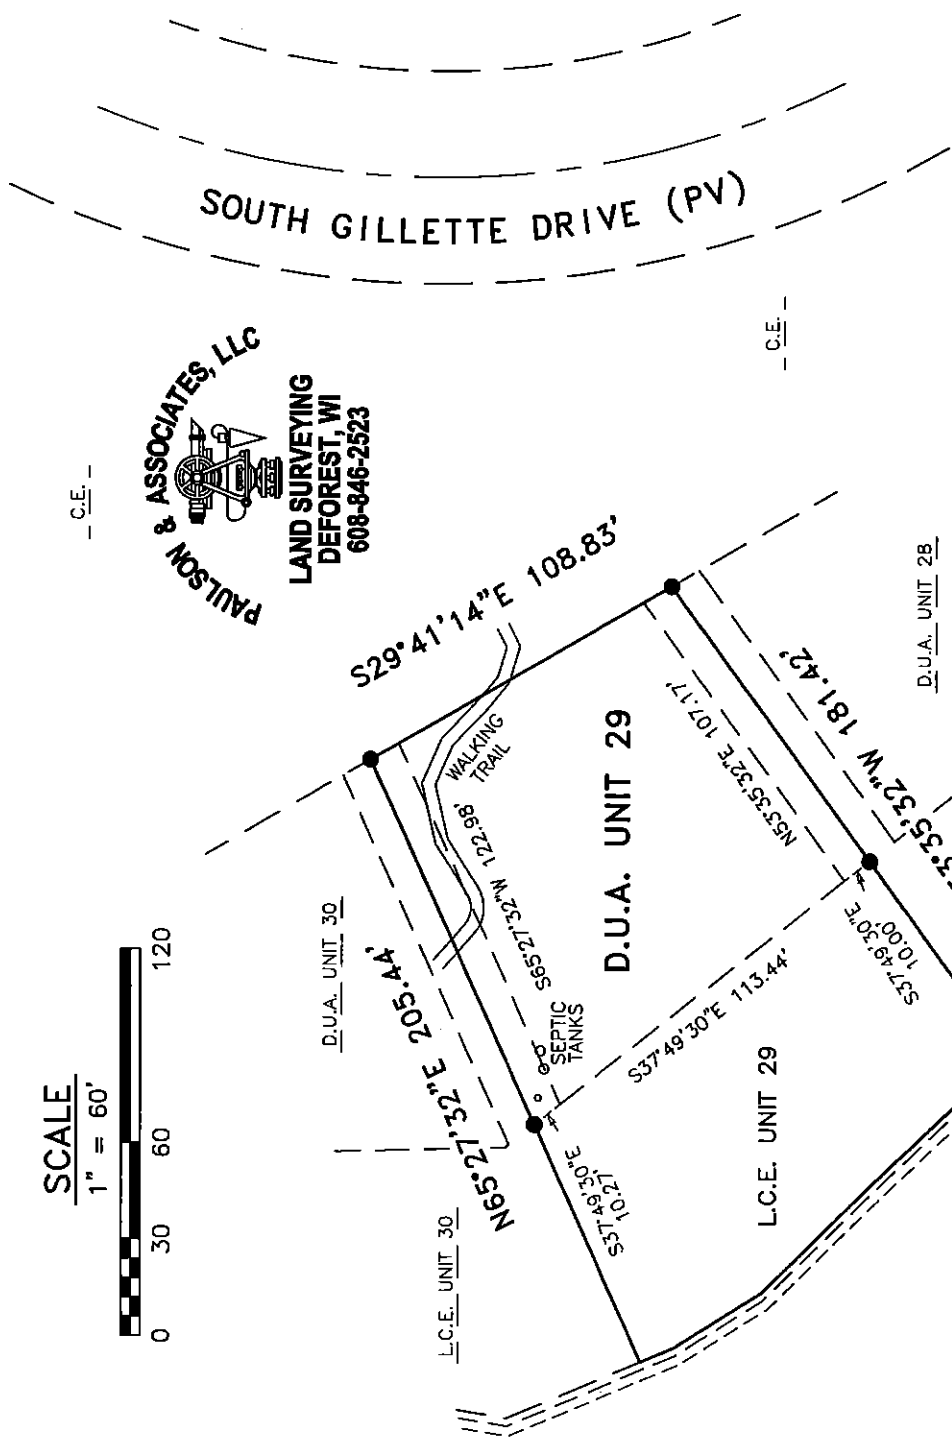 SOUTH GILLETTE DRIVE (PV)
PAULSON & ASSOCIATES, LLC
LAND SURVEYING
DEFOREST, WI
608-846-2523
C.E.
C.E.
S29°41'14"E 108.83'
WALKING
TRAIL
D.U.A. UNIT 28
S65°27'32"W 122.98'
D.U.A. UNIT 29
N53°35'32"E 107.17'
3°35'32"W 181.42'
D.U.A. UNIT 30
N65°27'32"E 205.44'
SEPTIC
TANKS
S37°49'30"E 113.44'
S37°49'30"E
10.00'
S37°49'30"E
10.27'
L.C.E. UNIT 29
L.C.E. UNIT 30
SCALE
1" = 60'
0 30 60 120